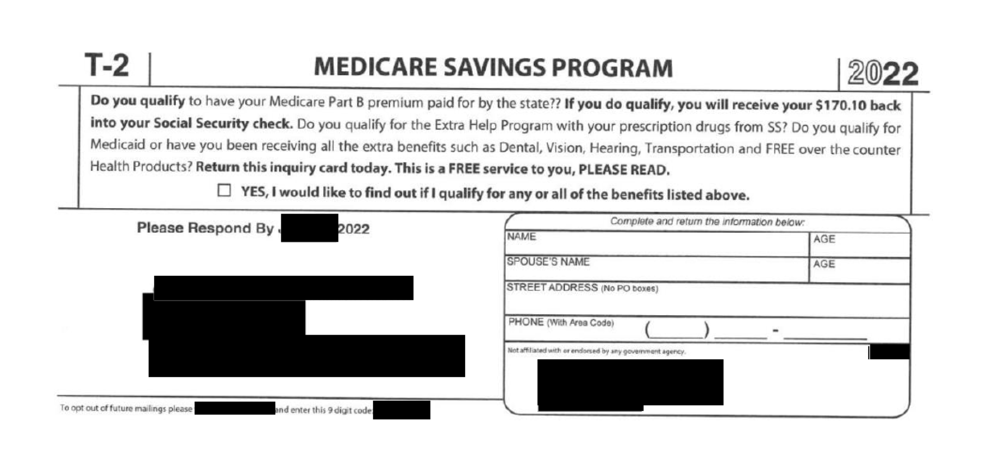 T-2
MEDICARE SAVINGS PROGRAM
2022
Do you qualify to have your Medicare Part B premium paid for by the state?? If you do qualify, you will receive your $170.10 back
into your Social Security check. Do you qualify for the Extra Help Program with your prescription drugs from SS? Do you qualify for
Medicaid or have you been receiving all the extra benefits such as Dental, Vision, Hearing, Transportation and FREE over the counter
Health Products? Return this inquiry card today. This is a FREE service to you, PLEASE READ.
YES, I would like to find out if I qualify for any or all of the benefits listed above.
Please Respond By 2022
Complete and return the information below:
NAME
AGE
SPOUSE'S NAME
AGE
STREET ADDRESS (No PO boxes)
PHONE (With Area Code) (____) ____ - ____
Not affiliated with or endorsed by any government agency.
To opt out of future mailings please and enter this 9 digit code: